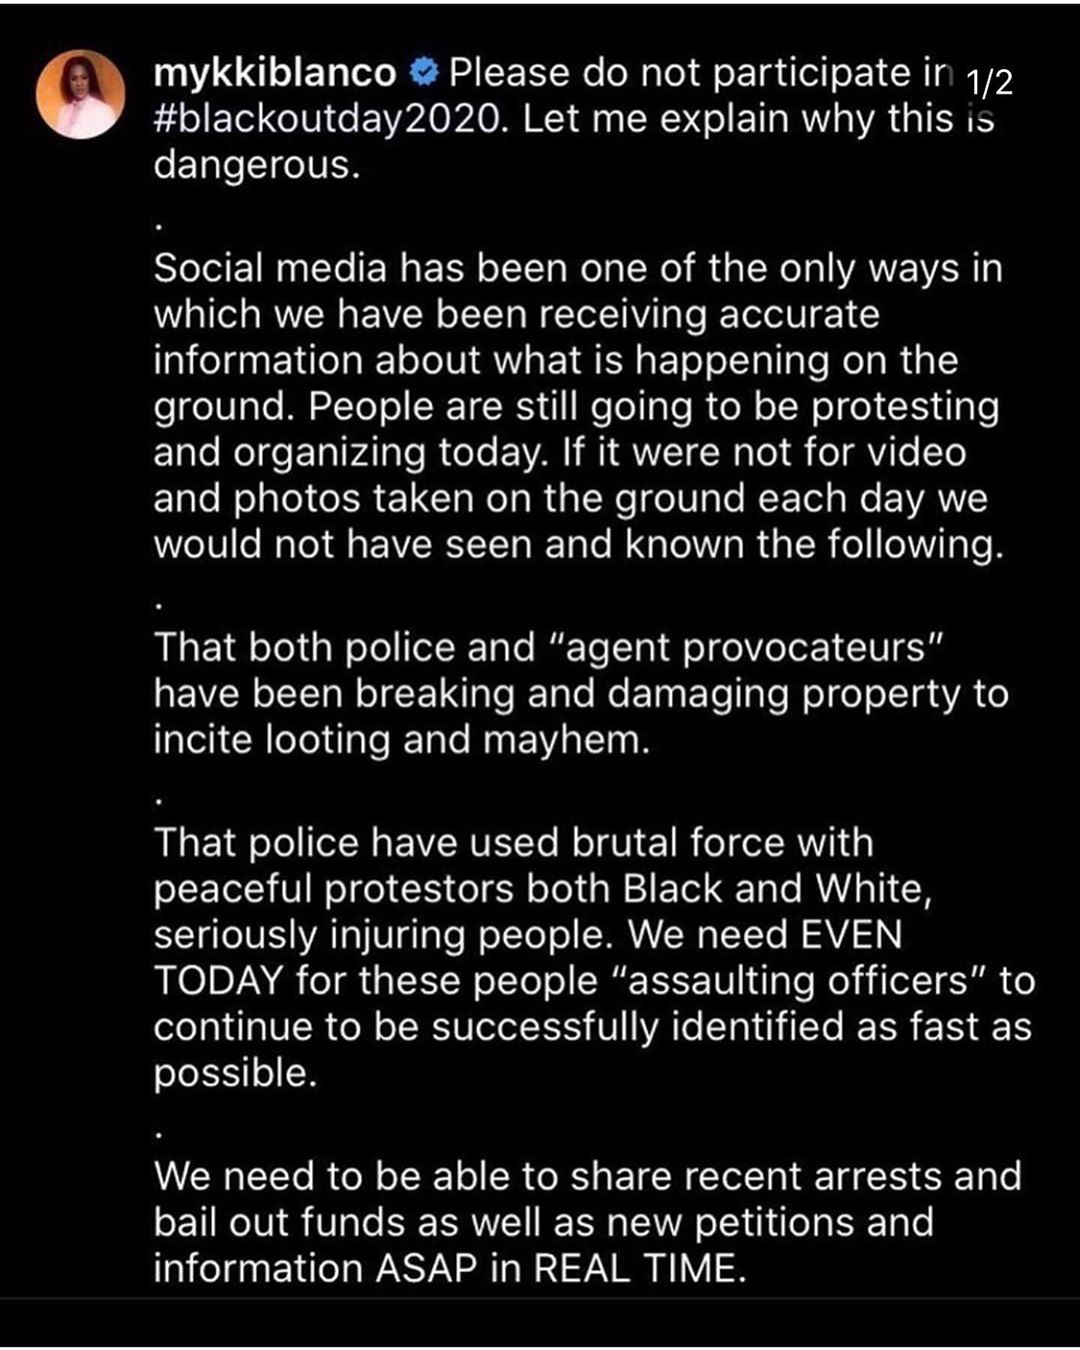 mykkiblanco Please do not participate in 1/2
#blackoutday2020. Let me explain why this is
dangerous.
.
Social media has been one of the only ways in
which we have been receiving accurate
information about what is happening on the
ground. People are still going to be protesting
and organizing today. If it were not for video
and photos taken on the ground each day we
would not have seen and known the following.
.
That both police and "agent provocateurs"
have been breaking and damaging property to
incite looting and mayhem.
.
That police have used brutal force with
peaceful protestors both Black and White,
seriously injuring people. We need EVEN
TODAY for these people "assaulting officers" to
continue to be successfully identified as fast as
possible.
.
We need to be able to share recent arrests and
bail out funds as well as new petitions and
information ASAP in REAL TIME.